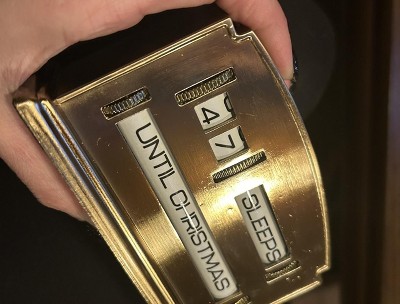 47 SLEEPS
UNTIL CHRISTMAS